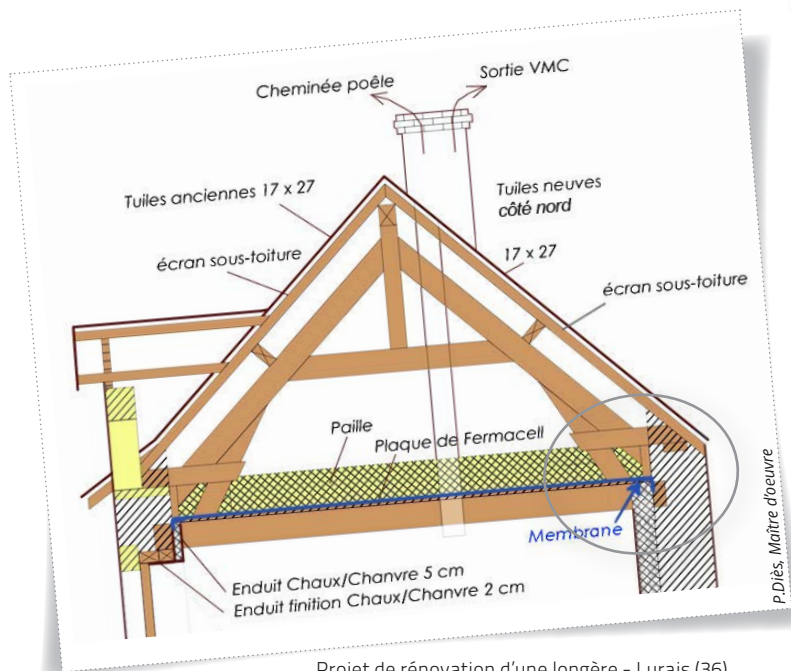 Cheminée poêle
Sortie VMC
Tuiles anciennes 17 x 27
Tuiles neuves
côté nord
17 x 27
écran sous-toiture
écran sous-toiture
Paille
Plaque de Fermacell
Membrane
Enduit Chaux/Chanvre 5 cm
Enduit finition Chaux/Chanvre 2 cm
P.Diès, Maître d'oeuvre
Projet de rénovation d'une longère - Lurais (36)